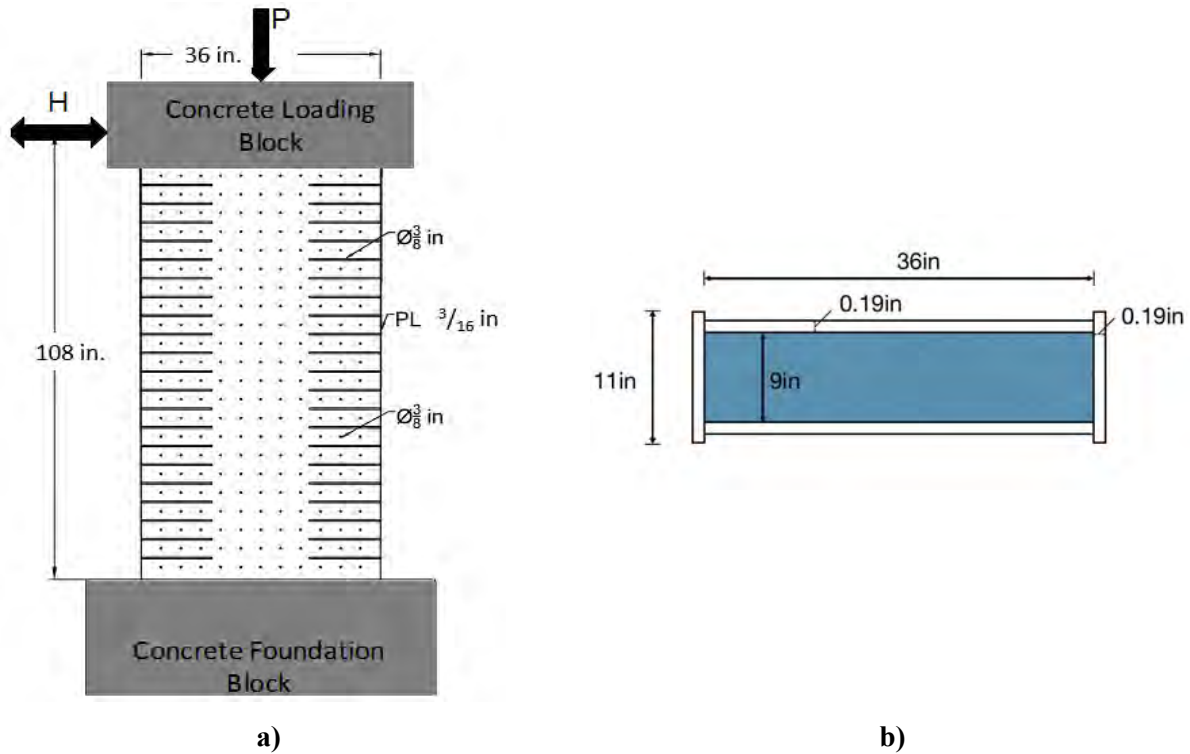 P
36 in.
H
Concrete Loading
Block
Ø3/8 in
PL 3/16 in
108 in.
Ø3/8 in
Concrete Foundation
Block
a)
36in
0.19in
0.19in
11in
9in
b)